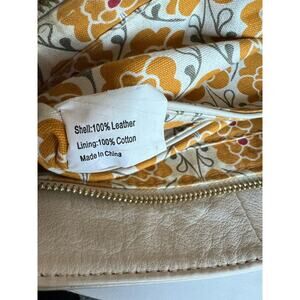 Shell:100% Leather
Lining:100% Cotton
Made in China